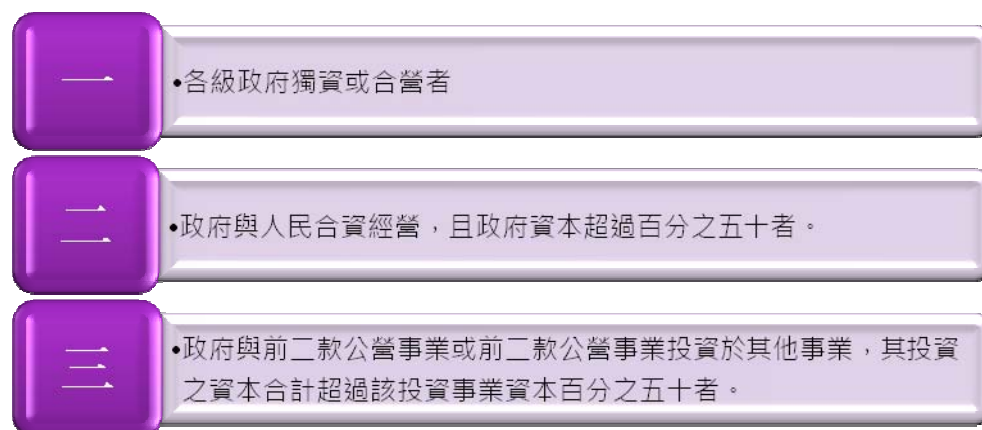 一
•各級政府獨資或合營者
二
•政府與人民合資經營，且政府資本超過百分之五十者。
三
•政府與前二款公營事業或前二款公營事業投資於其他事業，其投資
之資本合計超過該投資事業資本百分之五十者。